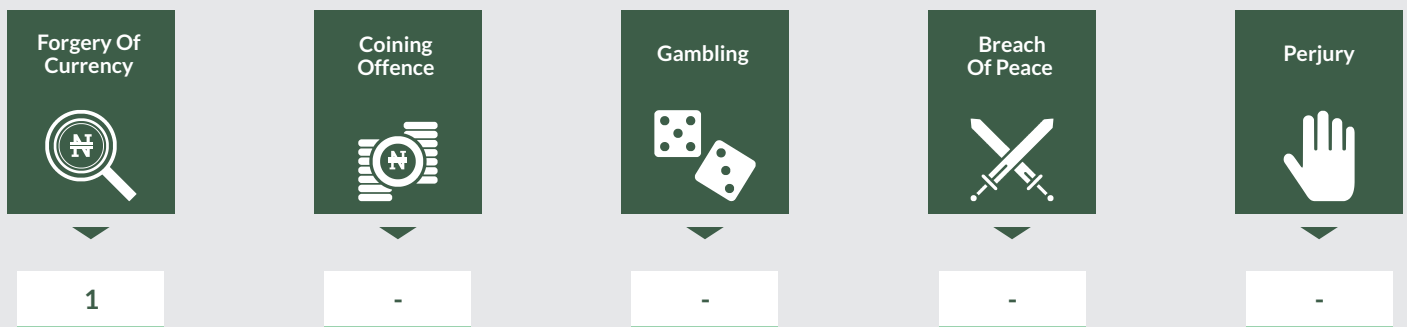 Forgery Of
Currency
Coining
Offence
Gambling
Breach
Of Peace
Perjury
₦
₦
1
-
-
-
-